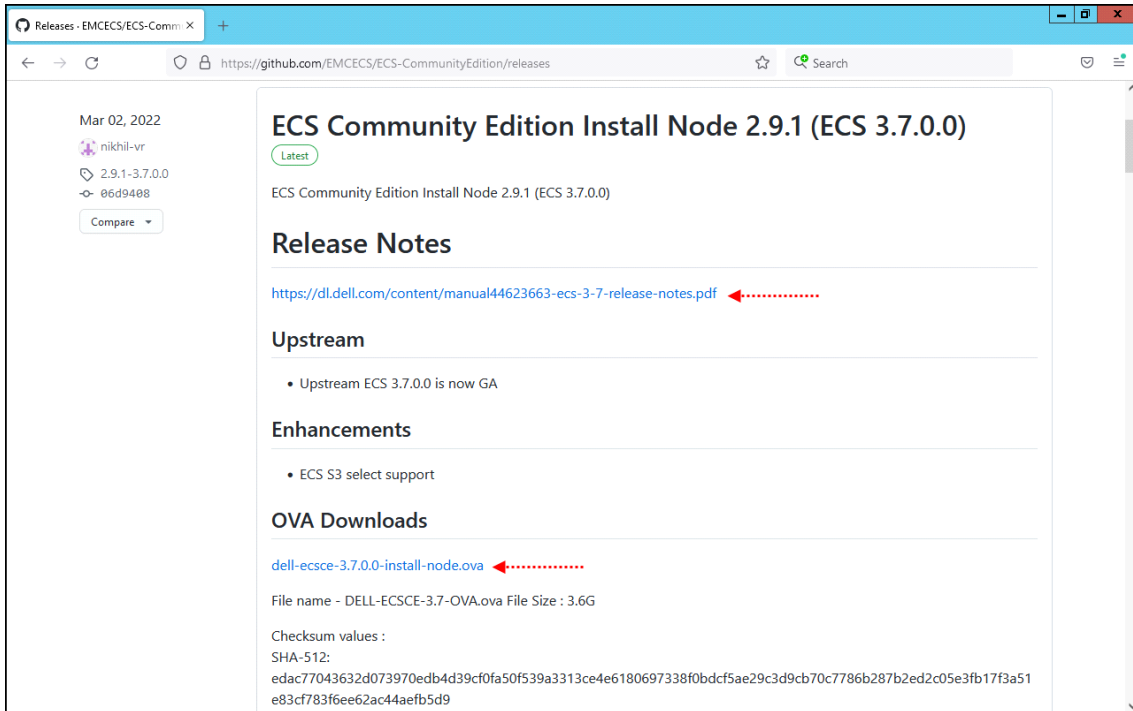 Releases · EMCECS/ECS-Comm
https://github.com/EMCECS/ECS-CommunityEdition/releases
Search
Mar 02, 2022
nikhil-vr
2.9.1-3.7.0.0
06d9408
Compare
ECS Community Edition Install Node 2.9.1 (ECS 3.7.0.0)
Latest
ECS Community Edition Install Node 2.9.1 (ECS 3.7.0.0)
Release Notes
https://dl.dell.com/content/manual44623663-ecs-3-7-release-notes.pdf
Upstream
• Upstream ECS 3.7.0.0 is now GA
Enhancements
• ECS S3 select support
OVA Downloads
dell-ecsce-3.7.0.0-install-node.ova
File name - DELL-ECSCE-3.7-OVA.ova File Size : 3.6G
Checksum values :
SHA-512:
edac77043632d073970edb4d39cf0fa50f539a3313ce4e6180697338f0bdcf5ae29c3d9cb70c7786b287b2ed2c05e3fb17f3a51
e83cf783f6ee62ac44aefb5d9